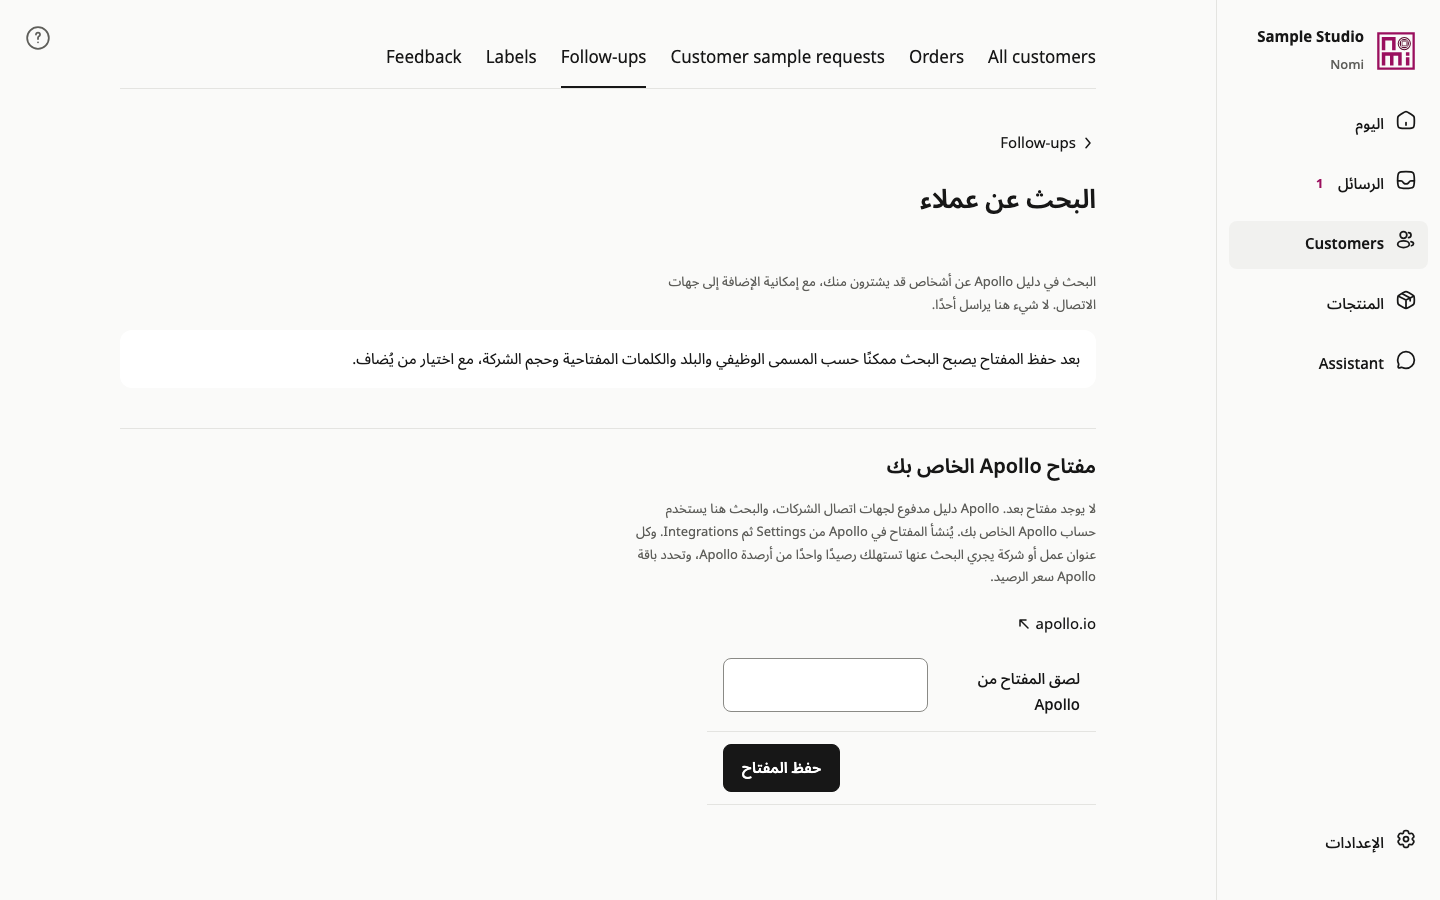 Sample Studio
Nomi
اليوم
الرسائل 1
Customers
المنتجات
Assistant
الإعدادات
All customers
Orders
Customer sample requests
Follow-ups
Labels
Feedback
Follow-ups
البحث عن عملاء
البحث في دليل Apollo عن أشخاص قد يشترون منك، مع إمكانية الإضافة إلى جهات
الاتصال. لا شيء هنا يراسل أحدًا.
بعد حفظ المفتاح يصبح البحث ممكنًا حسب المسمى الوظيفي والبلد والكلمات المفتاحية وحجم الشركة، مع اختيار من يُضاف.
مفتاح Apollo الخاص بك
لا يوجد مفتاح بعد. Apollo دليل مدفوع لجهات اتصال الشركات، والبحث هنا يستخدم
حساب Apollo الخاص بك. يُنشأ المفتاح في Apollo من Settings ثم Integrations. وكل
عنوان عمل أو شركة يجري البحث عنها تستهلك رصيدًا واحدًا من أرصدة Apollo، وتحدد باقة
Apollo سعر الرصيد.
apollo.io
لصق المفتاح من
Apollo
حفظ المفتاح